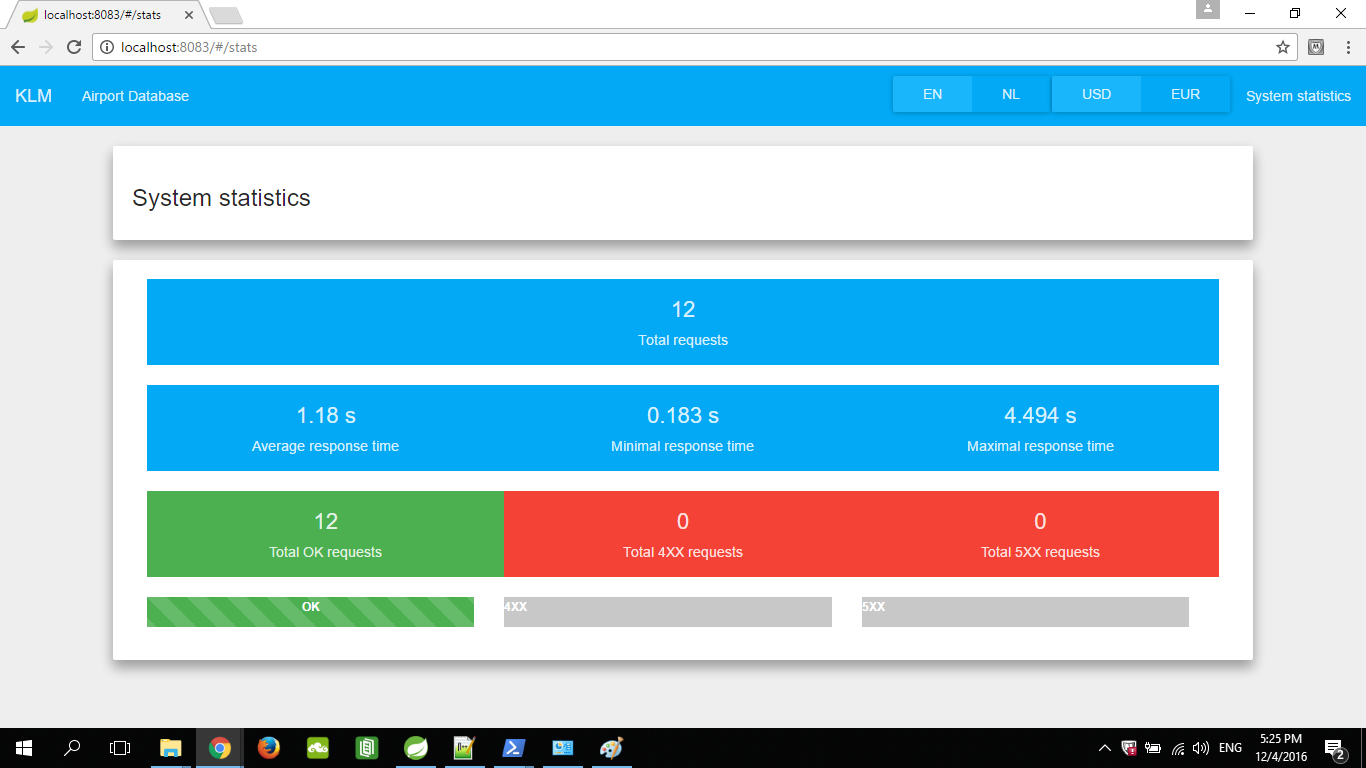 localhost:8083/#/stats
localhost:8083/#/stats
KLM Airport Database EN NL USD EUR System statistics
System statistics
12
Total requests
1.18 s 0.183 s 4.494 s
Average response time Minimal response time Maximal response time
12 0 0
Total OK requests Total 4XX requests Total 5XX requests
OK 4XX 5XX
ENG
5:25 PM
12/4/2016
2